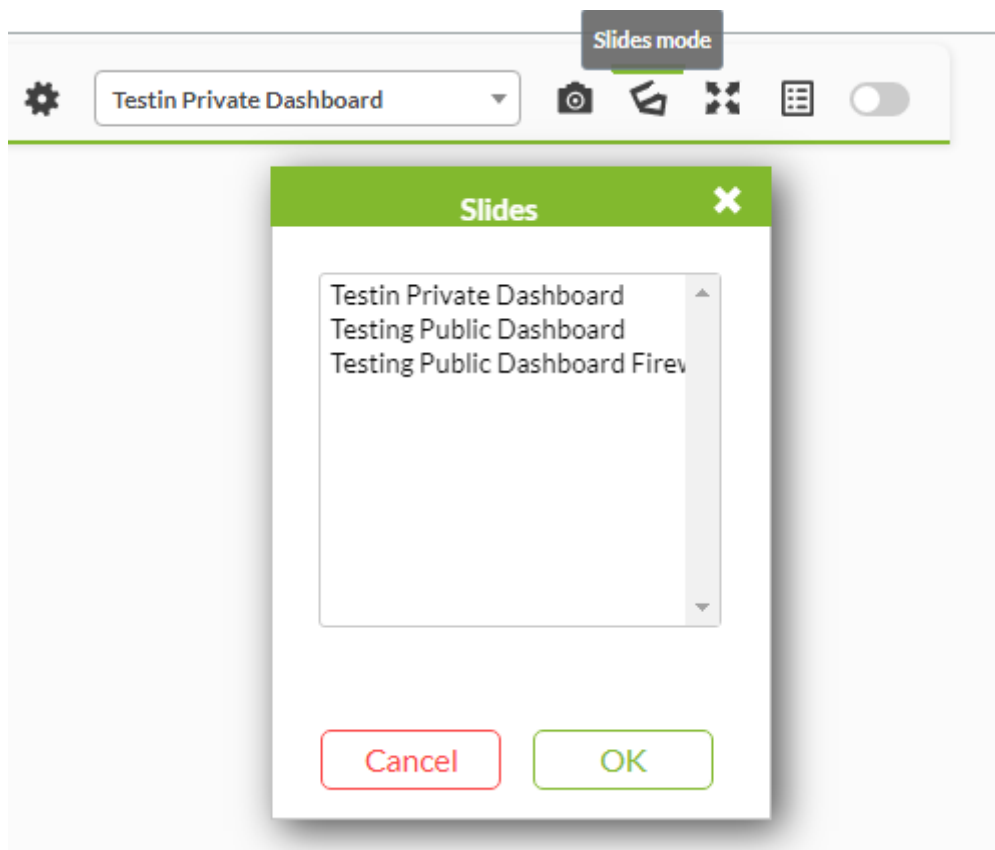 Slides mode
Testin Private Dashboard
Slides
Testin Private Dashboard
Testing Public Dashboard
Testing Public Dashboard
Cancel
OK